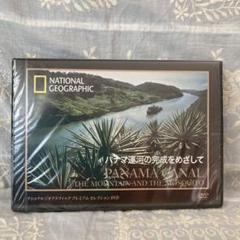 NATIONAL
GEOGRAPHIC
パナマ運河の完成をめざして
PANAMA CANAL
THE MOUNTAIN AND THE MOSQUITO
ナショナル ジオグラフィック プレミアム セレクション DVD
DVD